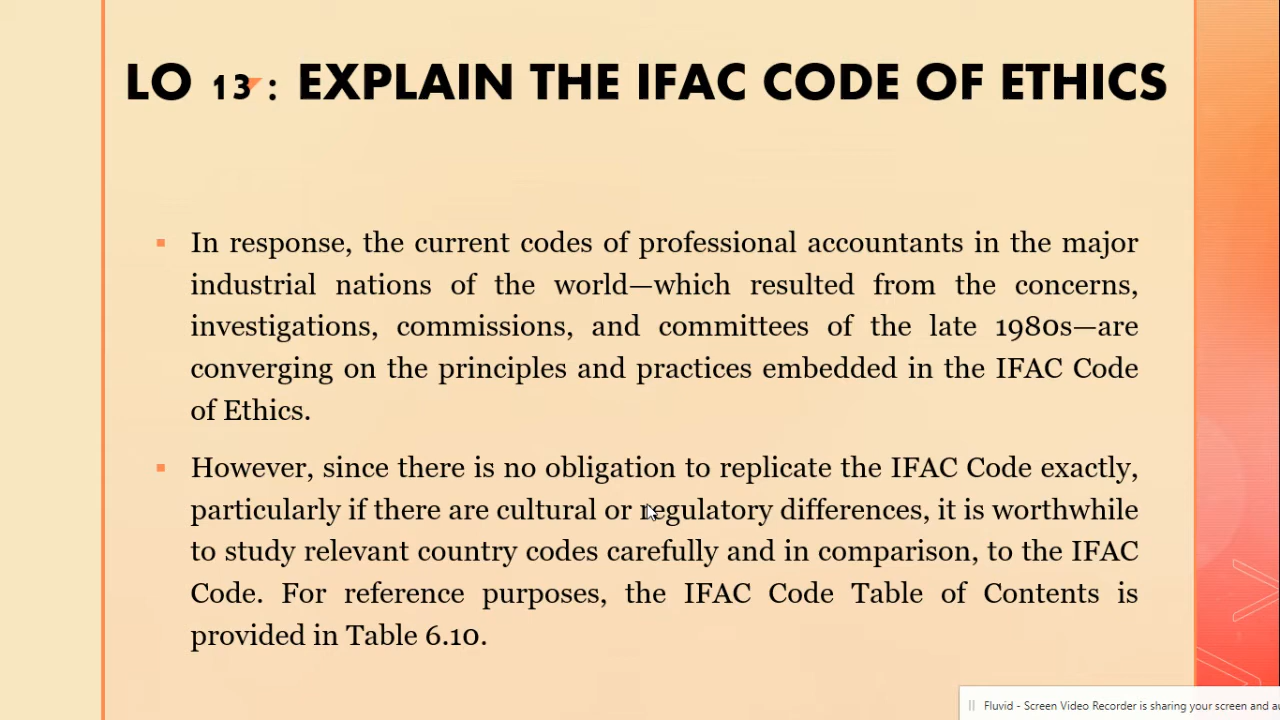 LO 13 : EXPLAIN THE IFAC CODE OF ETHICS
In response, the current codes of professional accountants in the major
industrial nations of the world—which resulted from the concerns,
investigations, commissions, and committees of the late 1980s—are
converging on the principles and practices embedded in the IFAC Code
of Ethics.
However, since there is no obligation to replicate the IFAC Code exactly,
particularly if there are cultural or regulatory differences, it is worthwhile
to study relevant country codes carefully and in comparison, to the IFAC
Code. For reference purposes, the IFAC Code Table of Contents is
provided in Table 6.10.
Fluvid - Screen Video Recorder is sharing your screen and